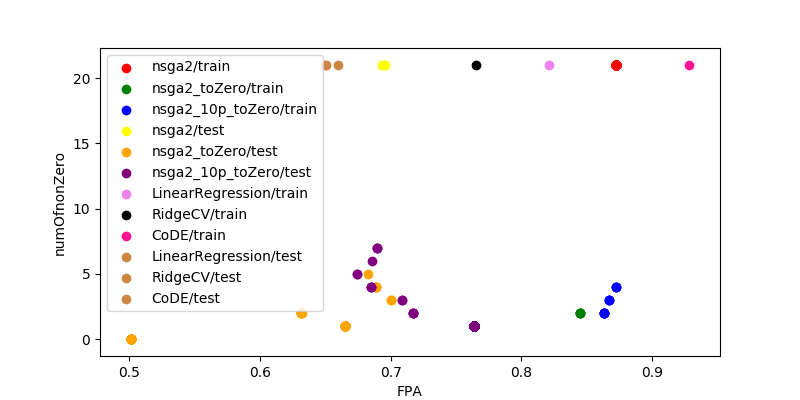 nsga2/train
nsga2_toZero/train
nsga2_10p_toZero/train
nsga2/test
nsga2_toZero/test
nsga2_10p_toZero/test
LinearRegression/train
RidgeCV/train
CoDE/train
LinearRegression/test
RidgeCV/test
CoDE/test
numOfnonZero
20
15
10
5
0
0.5 0.6 0.7 0.8 0.9
FPA